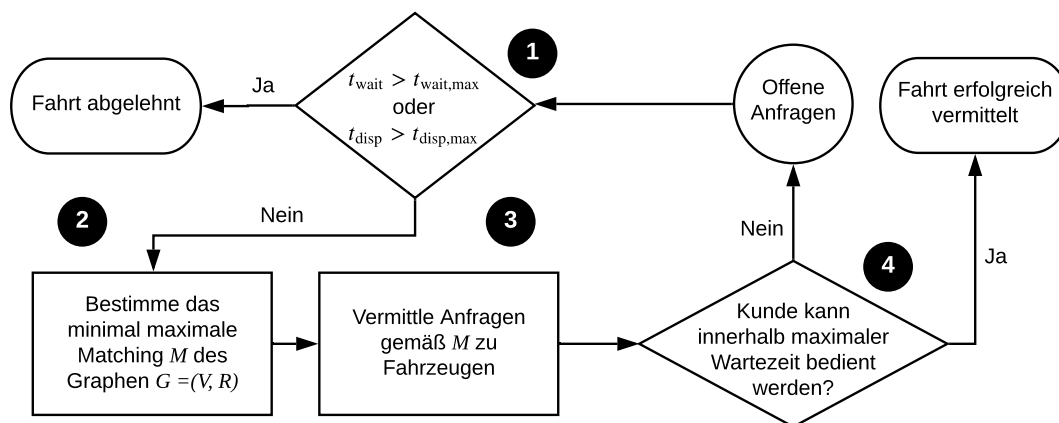 Fahrt abgelehnt
Ja
t_wait > t_wait,max
oder
t_disp > t_disp,max
1
Offene
Anfragen
Fahrt erfolgreich
vermittelt
2
Nein
3
Nein
4
Ja
Bestimme das
minimal maximale
Matching M des
Graphen G =(V, R)
Vermittle Anfragen
gemäß M zu
Fahrzeugen
Kunde kann
innerhalb maximaler
Wartezeit bedient
werden?